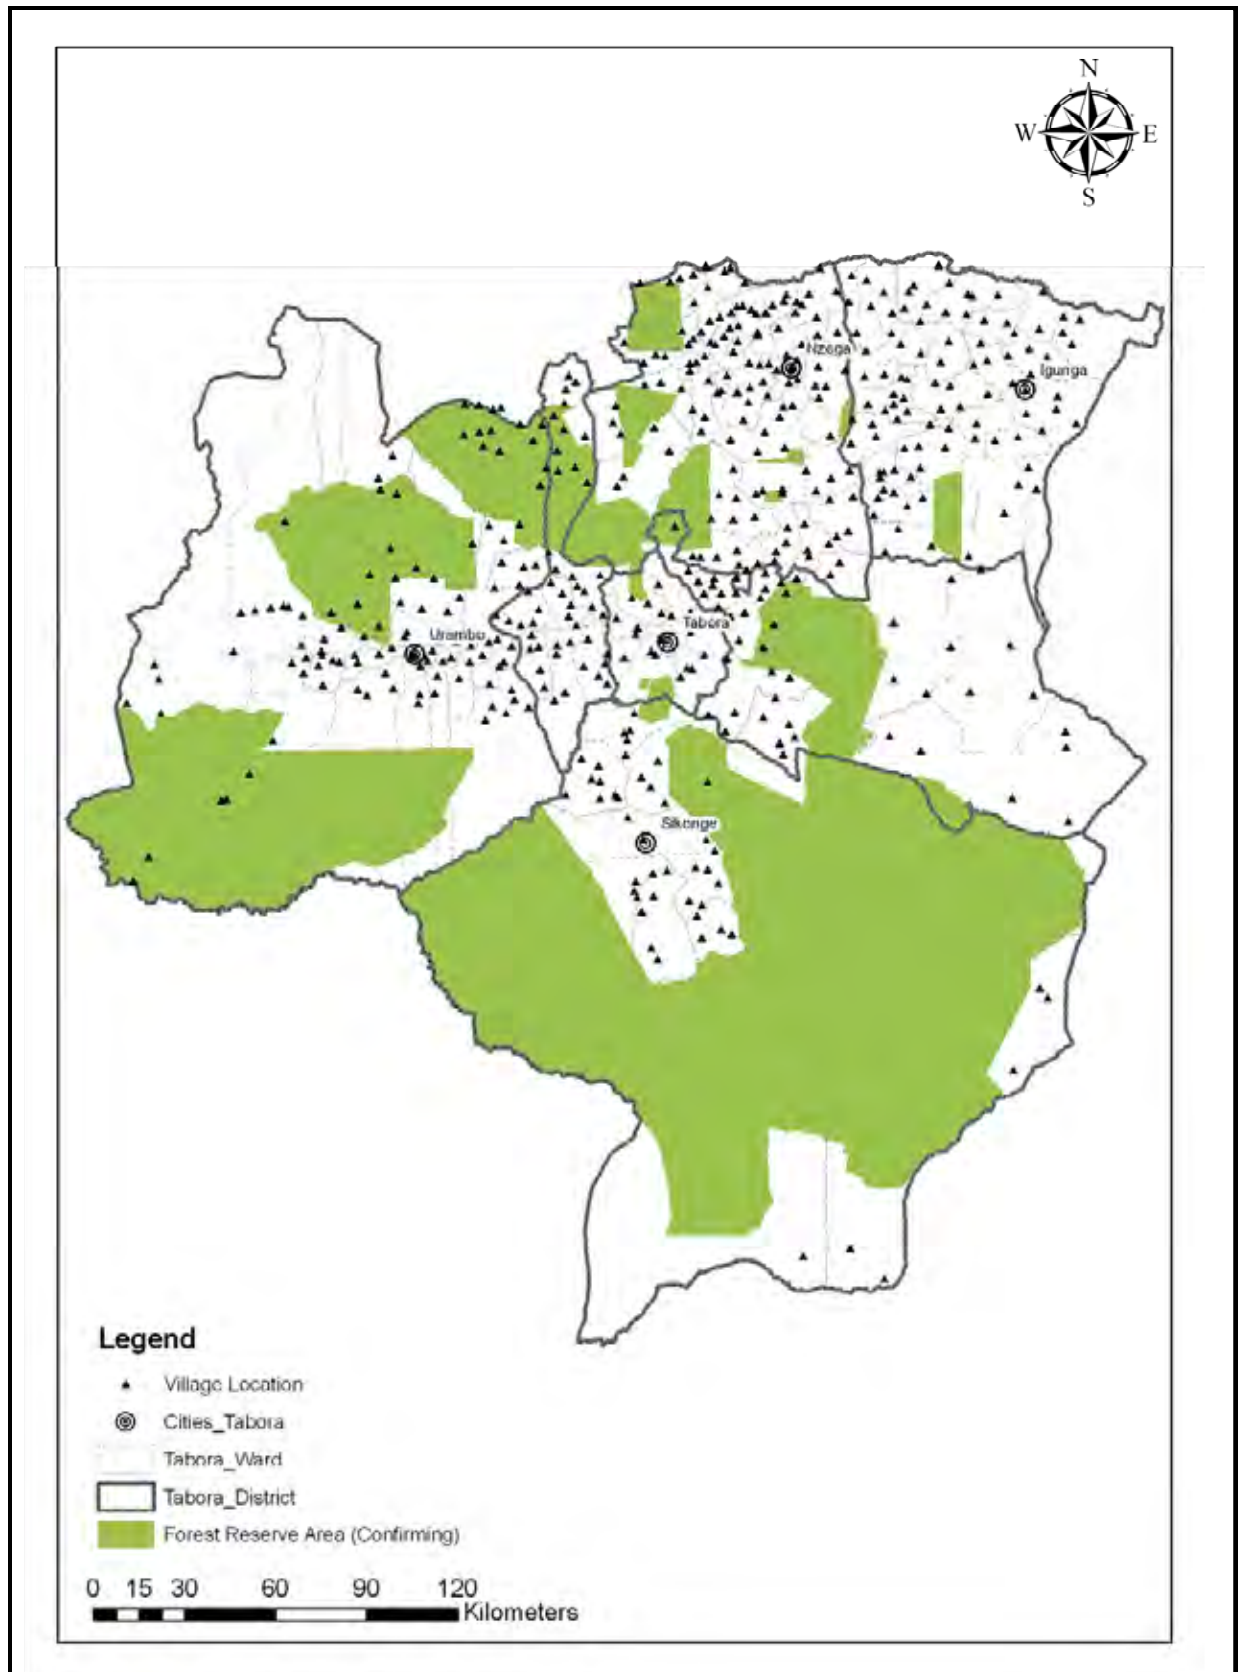 N
W E
S
Nzega
Igunga
Urambo
Tabora
Sikonge
Legend
Village Location
Cities_Tabora
Tabora_Ward
Tabora_District
Forest Reserve Area (Confirming)
0 15 30 60 90 120
Kilometers